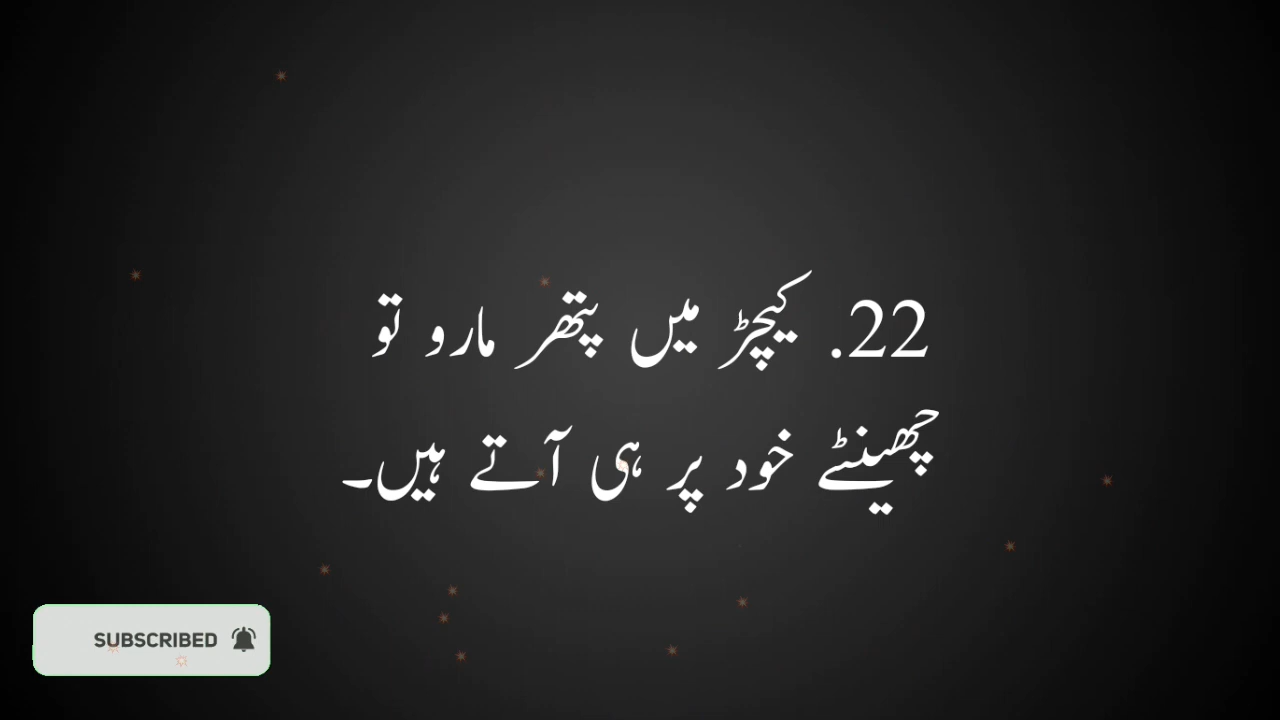 22. کیچڑ میں پتھر مارو تو
چھینٹے خود پر ہی آتے ہیں۔
SUBSCRIBED